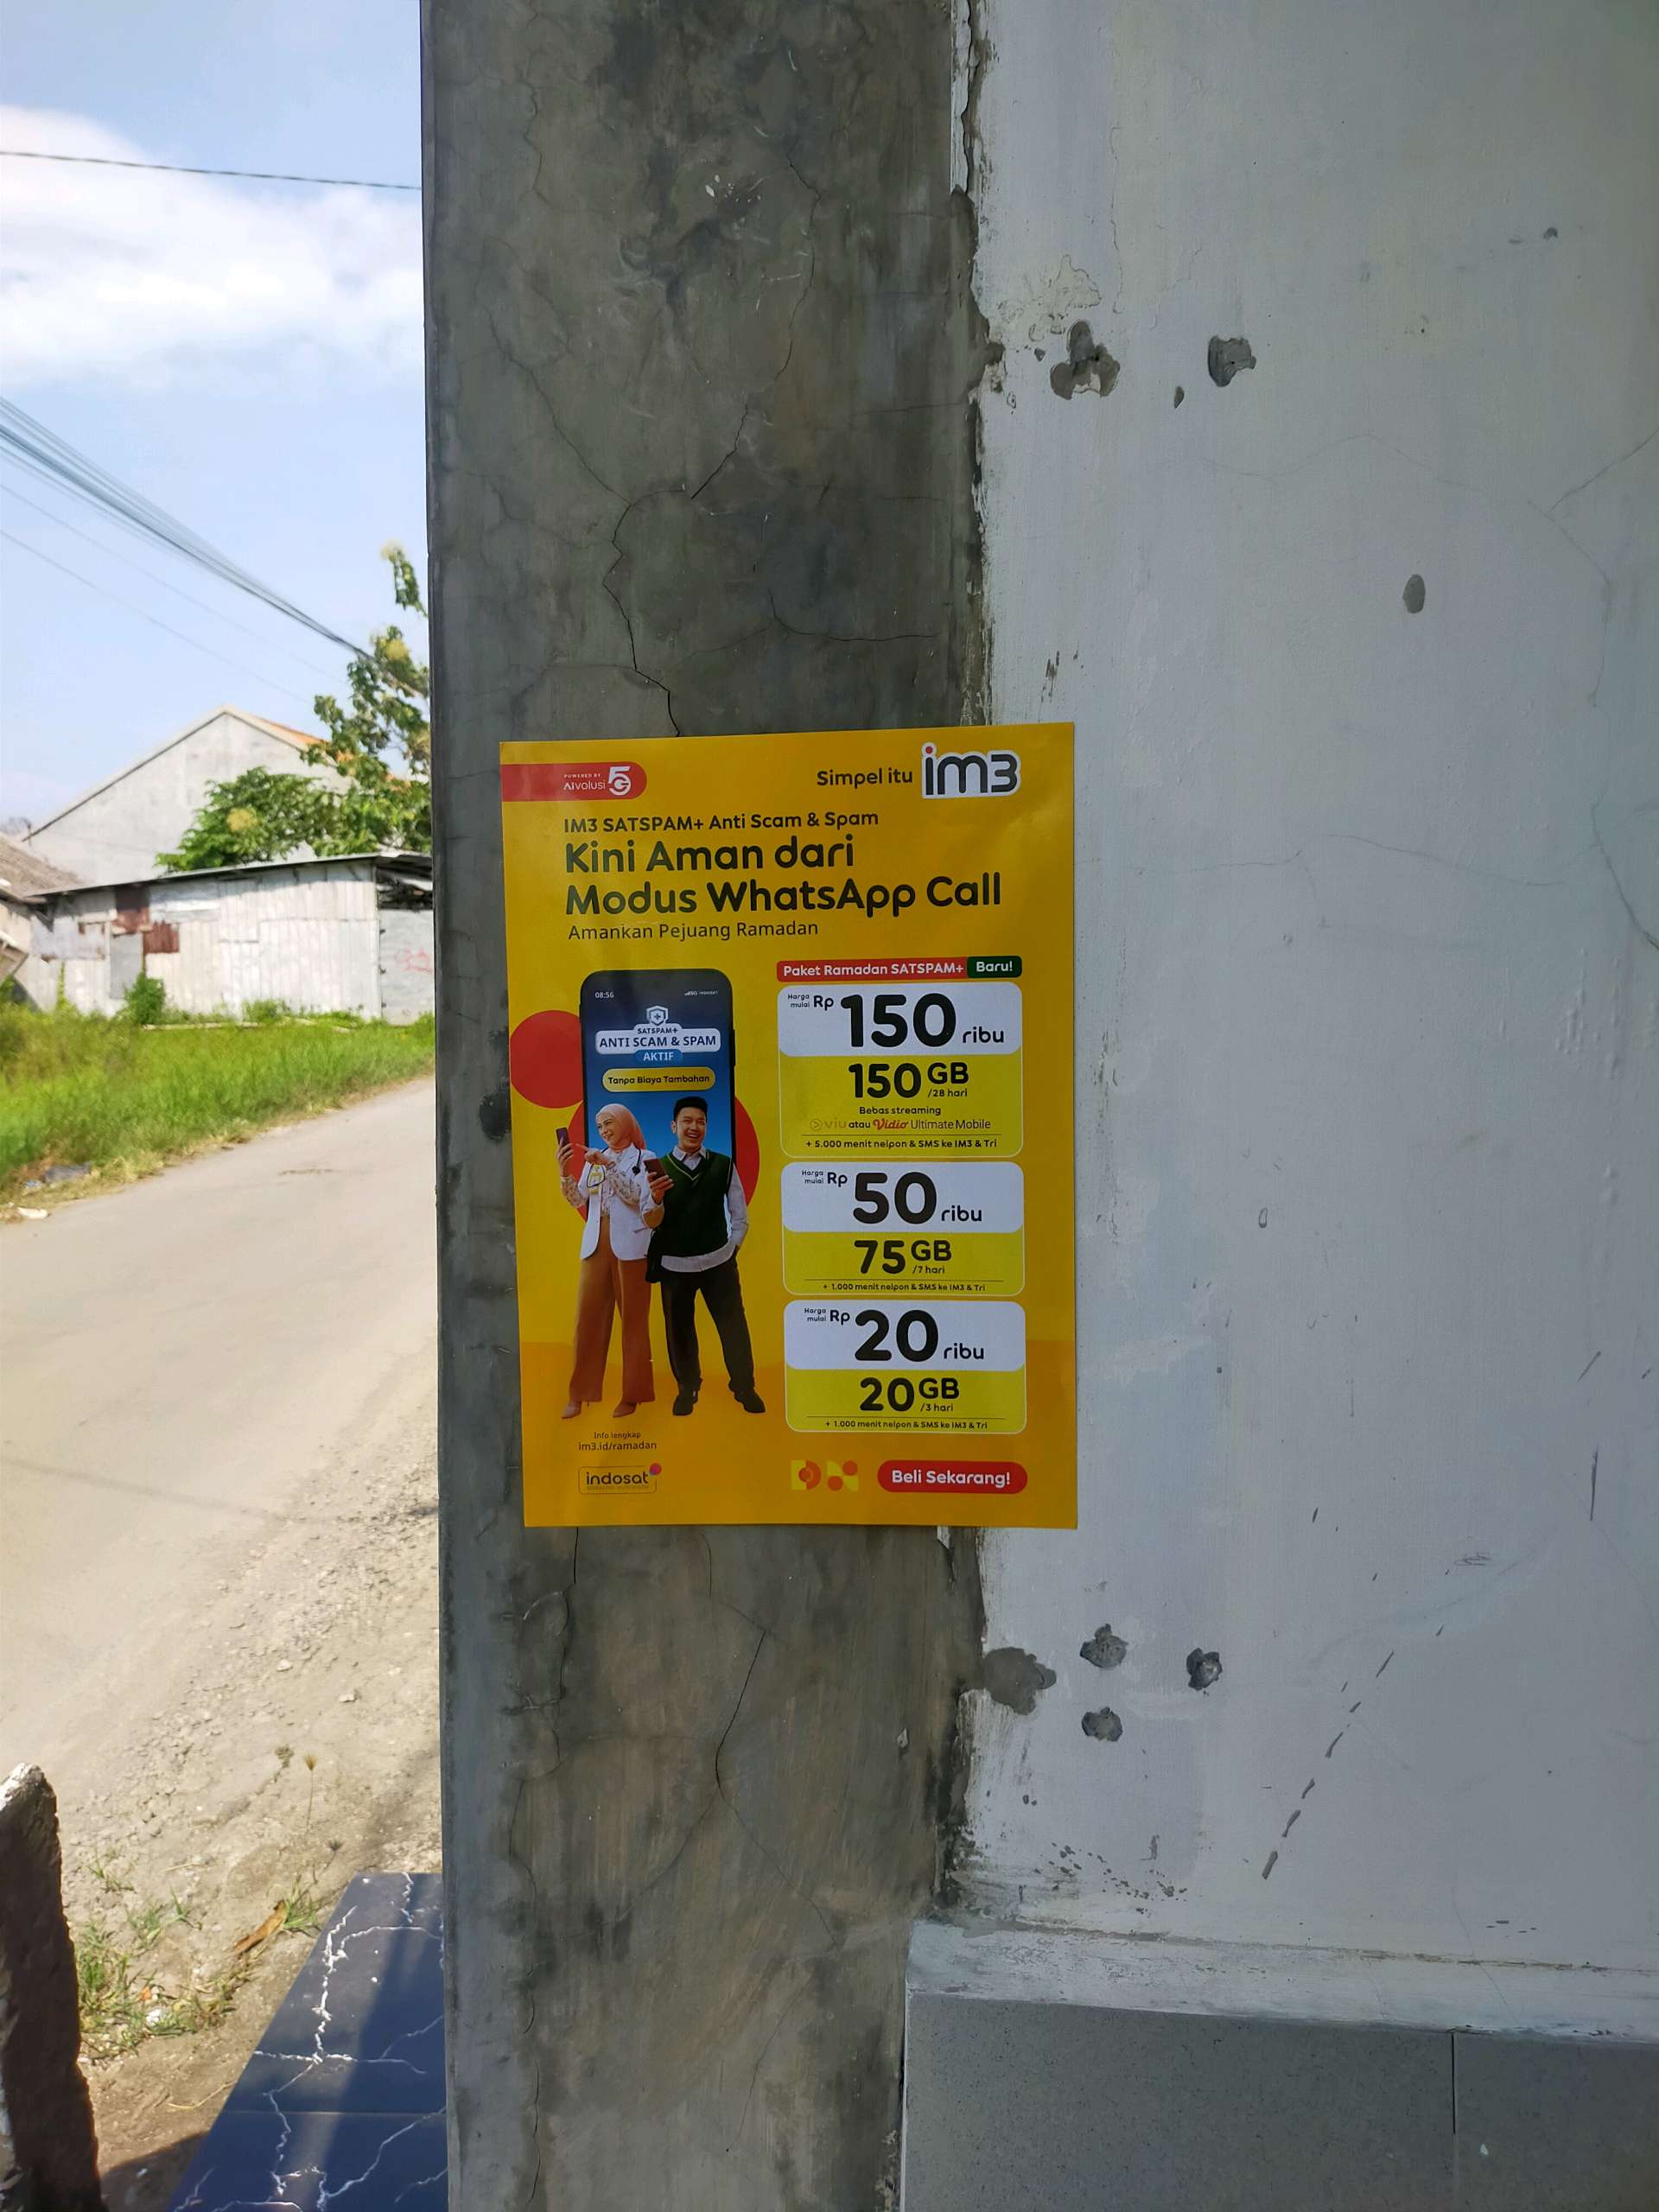 POWERED BY
AIvolusi 5G
Simpel itu im3
IM3 SATSPAM+ Anti Scam & Spam
Kini Aman dari
Modus WhatsApp Call
Amankan Pejuang Ramadan
08:56
SATSPAM+
ANTI SCAM & SPAM
AKTIF
Tanpa Biaya Tambahan
Paket Ramadan SATSPAM+ Baru!
Harga mulai Rp 150 ribu
150 GB /28 hari
Bebas streaming
viu atau Vidio Ultimate Mobile
+ 5.000 menit nelpon & SMS ke IM3 & Tri
Harga mulai Rp 50 ribu
75 GB /7 hari
+ 1.000 menit nelpon & SMS ke IM3 & Tri
Harga mulai Rp 20 ribu
20 GB /3 hari
+ 1.000 menit nelpon & SMS ke IM3 & Tri
Info lengkap
im3.id/ramadan
indosat
Beli Sekarang!